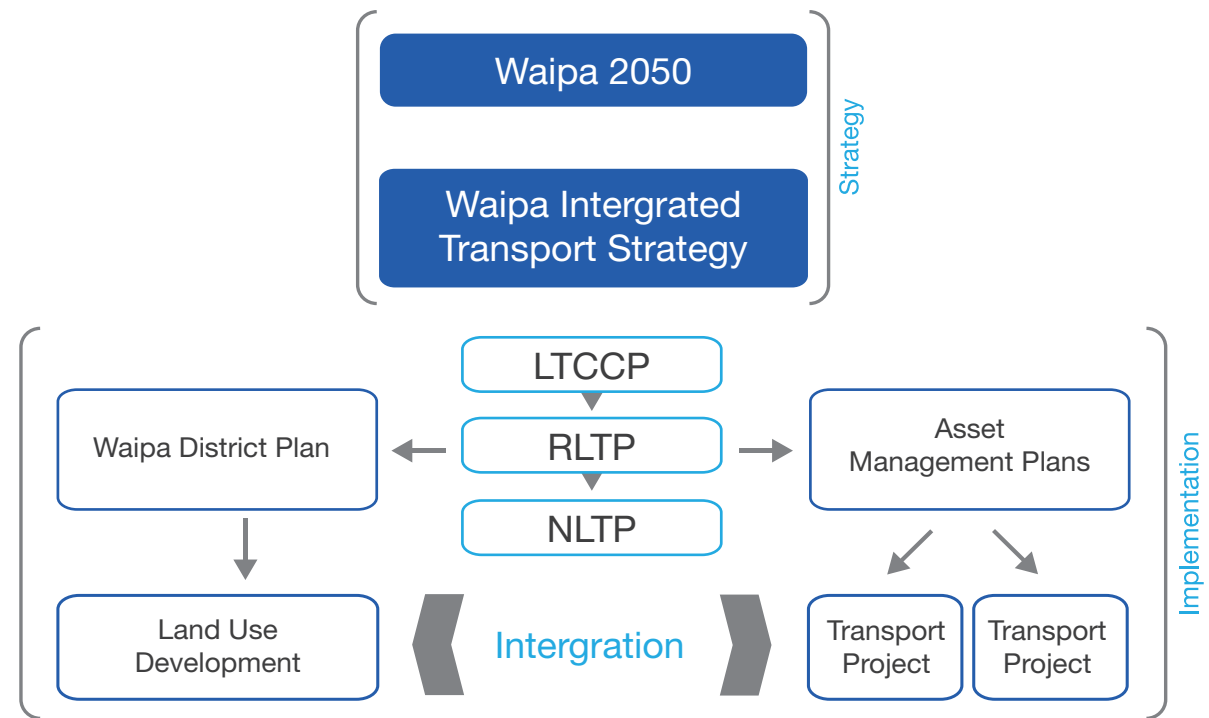 Waipa 2050
Waipa Intergrated
Transport Strategy
Strategy
LTCCP
Waipa District Plan
RLTP
Asset
Management Plans
NLTP
Implementation
Land Use
Development
Intergration
Transport
Project
Transport
Project